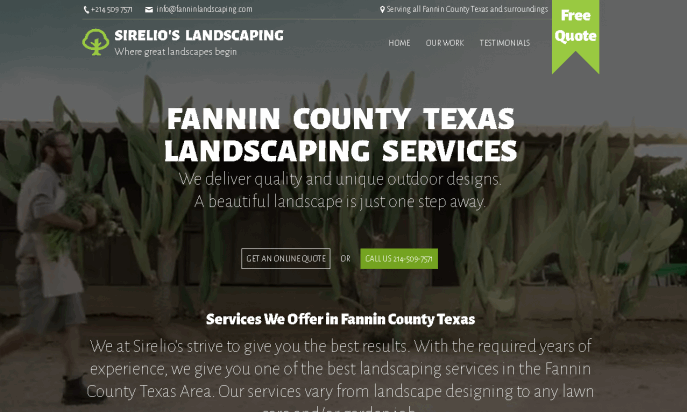 +214 509 7571
info@fanninlandscaping.com
Serving all Fannin County Texas and surroundings
Free
Quote
SIRELIO'S LANDSCAPING
Where great landscapes begin
HOME
OUR WORK
TESTIMONIALS
FANNIN COUNTY TEXAS
LANDSCAPING SERVICES
We deliver quality and unique outdoor designs.
A beautiful landscape is just one step away.
GET AN ONLINE QUOTE
OR
CALL US 214-509-7571
Services We Offer in Fannin County Texas
We at Sirelio's strive to give you the best results. With the required years of
experience, we give you one of the best landscaping services in the Fannin
County Texas Area. Our services vary from landscape designing to any lawn
care and/or garden job.